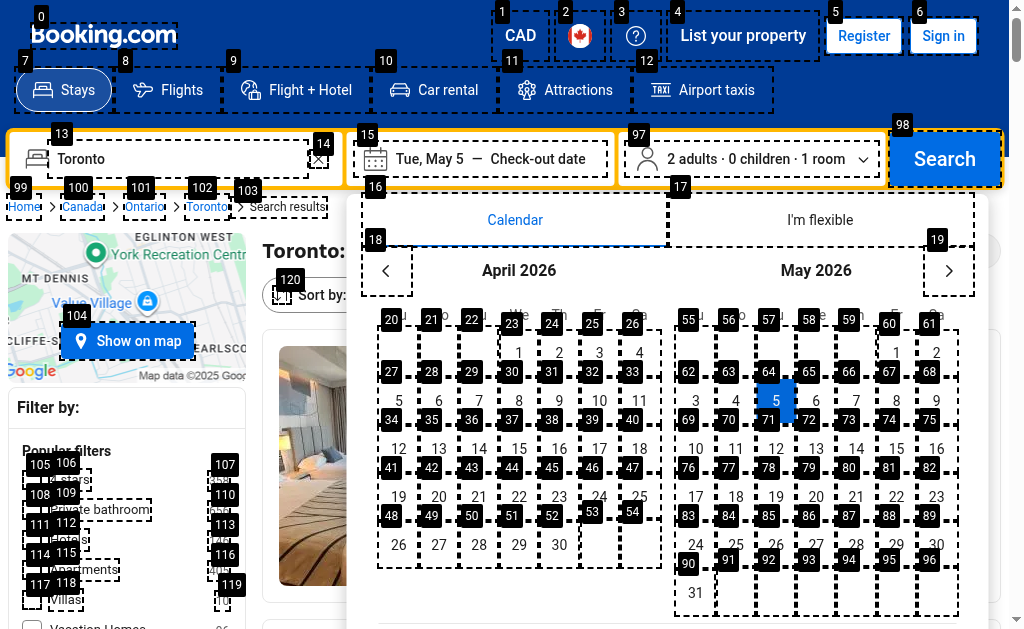 0
Booking.com
1
CAD
2
3
4
List your property
5
Register
6
Sign in
7
Stays
8
Flights
9
Flight + Hotel
10
Car rental
11
Attractions
12
Airport taxis
13
Toronto
14
15
Tue, May 5 — Check-out date
97
2 adults · 0 children · 1 room
98
Search
99
Home
100
Canada
101
Ontario
102
Toronto
103
Search results
16
Calendar
17
I'm flexible
18
April 2026
May 2026
19
EGLINTON WEST
York Recreation Centr
MT DENNIS
Value Village
104
Show on map
Google
Map data ©2025 Goog
Toronto:
120
Sort by:
20 21 22 23 24 25 26
1 2 3 4
27 28 29 30 31 32 33
5 6 7 8 9 10 11
34 35 36 37 38 39 40
12 13 14 15 16 17 18
41 42 43 44 45 46 47
19 20 21 22 23 24 25
48 49 50 51 52 53 54
26 27 28 29 30
55 56 57 58 59 60 61
1 2
62 63 64 65 66 67 68
3 4 5 6 7 8 9
69 70 71 72 73 74 75
10 11 12 13 14 15 16
76 77 78 79 80 81 82
17 18 19 20 21 22 23
83 84 85 86 87 88 89
24 25 26 27 28 29 30
90 91 92 93 94 95 96
31
Filter by:
Popular filters
105 106 107
108 109 110
Private bathroom
111 112 113
Hotels
114 115 116
Apartments
117 118 119
Villas 10
Vacation Homes